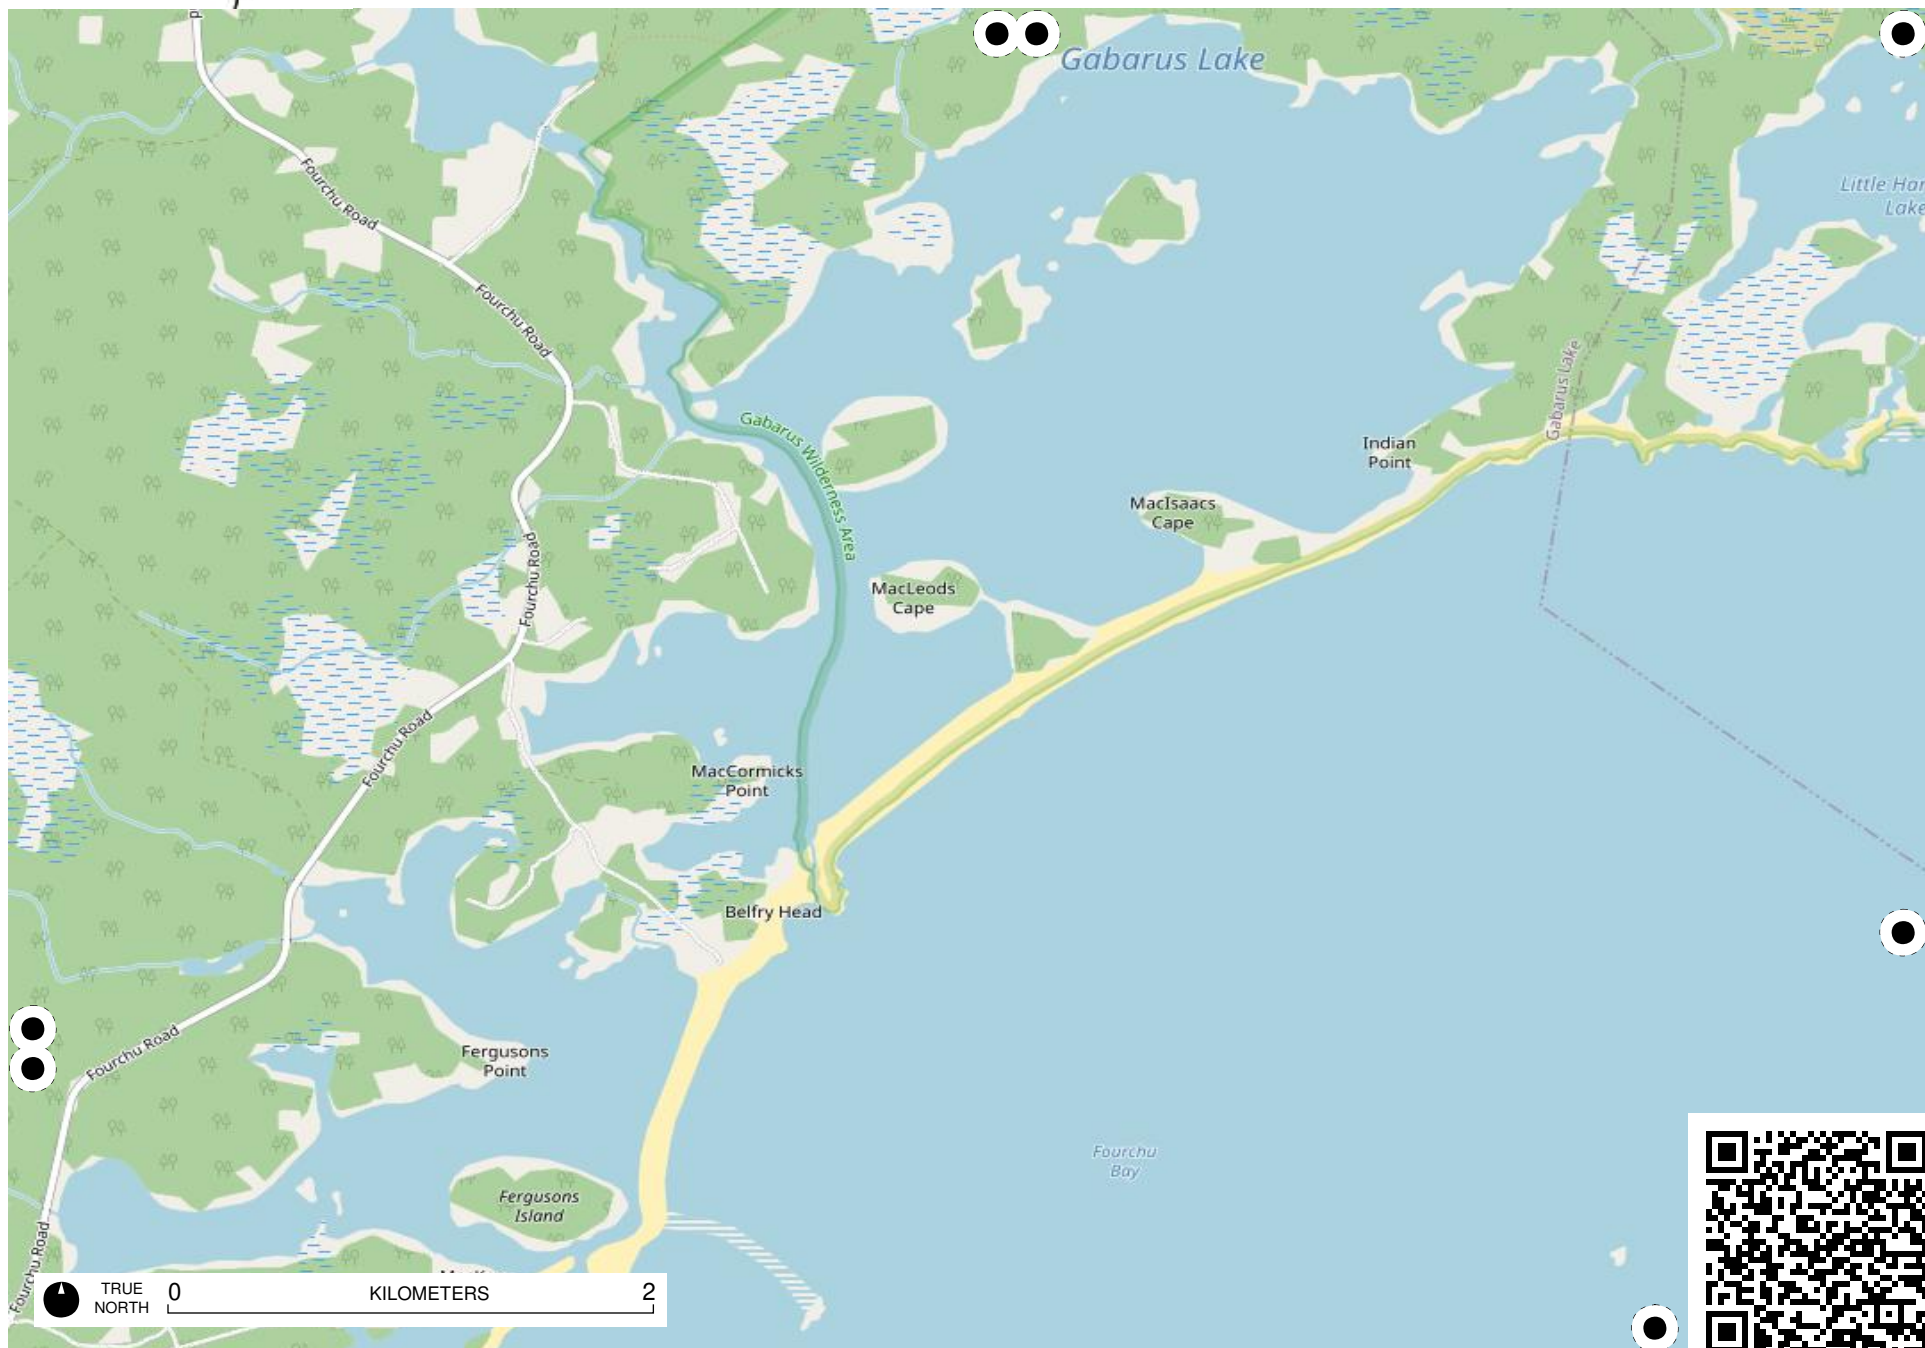 Gabarus Lake
Fourchu Road
Little Har
Lake
Fourchu Road
Gabarus Lake
Gabarus Wilderness Area
Indian
Point
MacIsaacs
Cape
Fourchu Road
MacLeods
Cape
Fourchu Road
MacCormicks
Point
Belfry Head
Fourchu Road
Fergusons
Point
Fourchu
Bay
Fergusons
Island
Fourchu Road
TRUE
NORTH
0 KILOMETERS 2